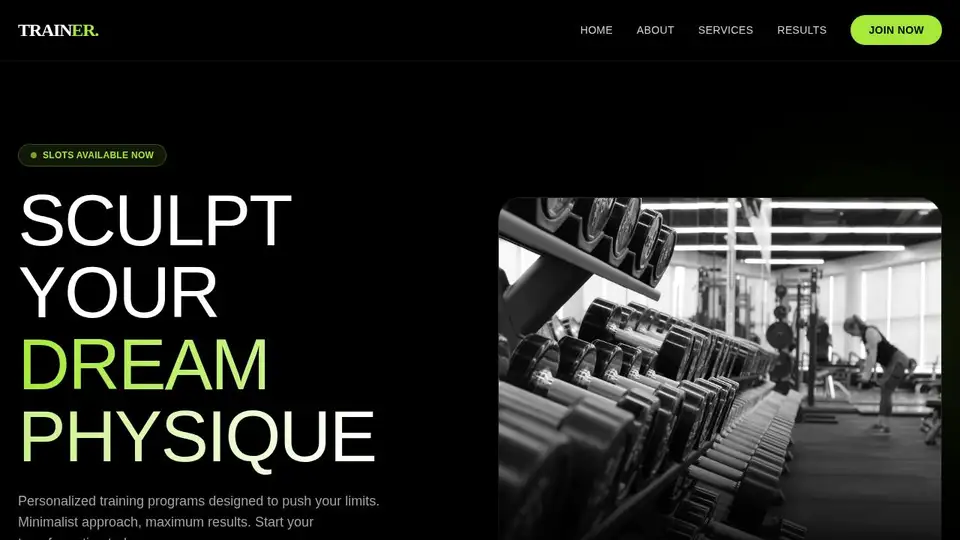 TRAINER.
HOME
ABOUT
SERVICES
RESULTS
JOIN NOW
SLOTS AVAILABLE NOW
SCULPT
YOUR
DREAM
PHYSIQUE
Personalized training programs designed to push your limits.
Minimalist approach, maximum results. Start your